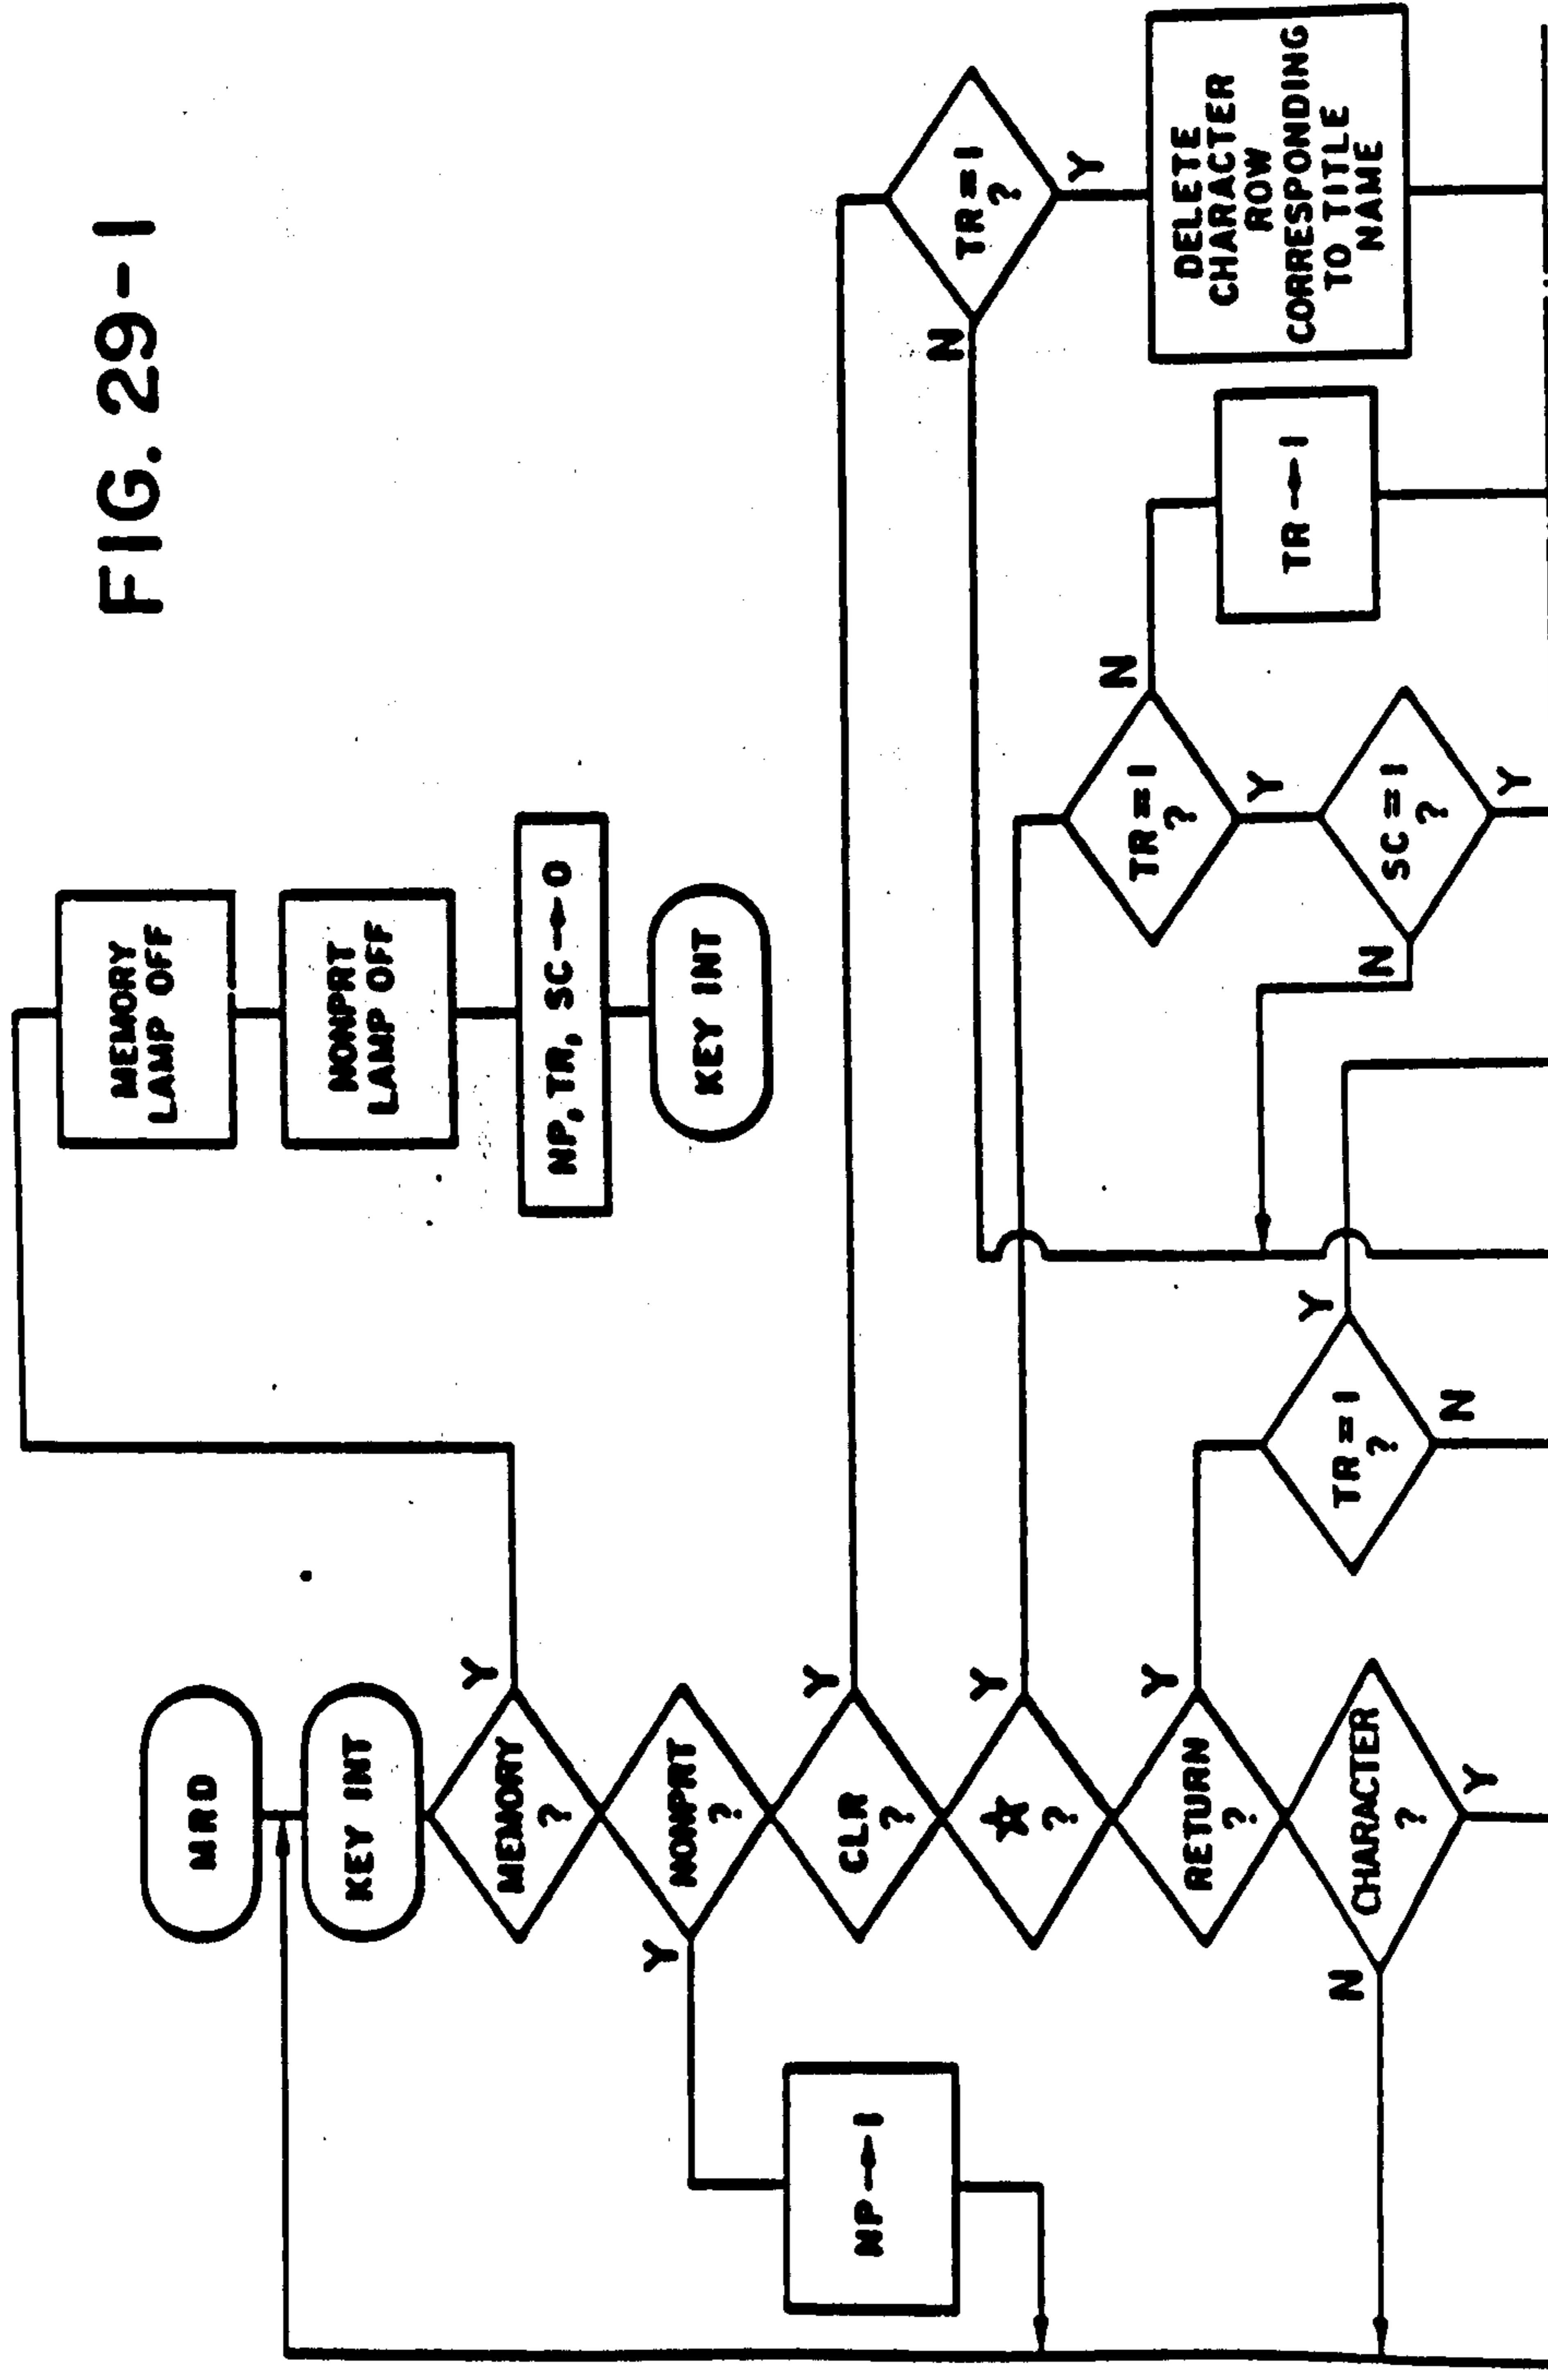 FIG. 29-1
MRD
KEY INT
MEMORY
?
Y
MEMORY
LAMP OFF
NONPRT
LAMP OFF
NP, TR, SC ← 0
KEY INT
NONPRT
?
Y
NP ← 1
CLR
?
Y
TR = 1
?
N
Y
DELETE
CHARACTER
ROW
CORRESPONDING
TO TITLE
NAME
☆
?
Y
TR = 1
?
N
Y
TR ← 1
SC = 1
?
N
Y
RETURN
?
Y
TR = 1
?
Y
N
CHARACTER
?
N
Y